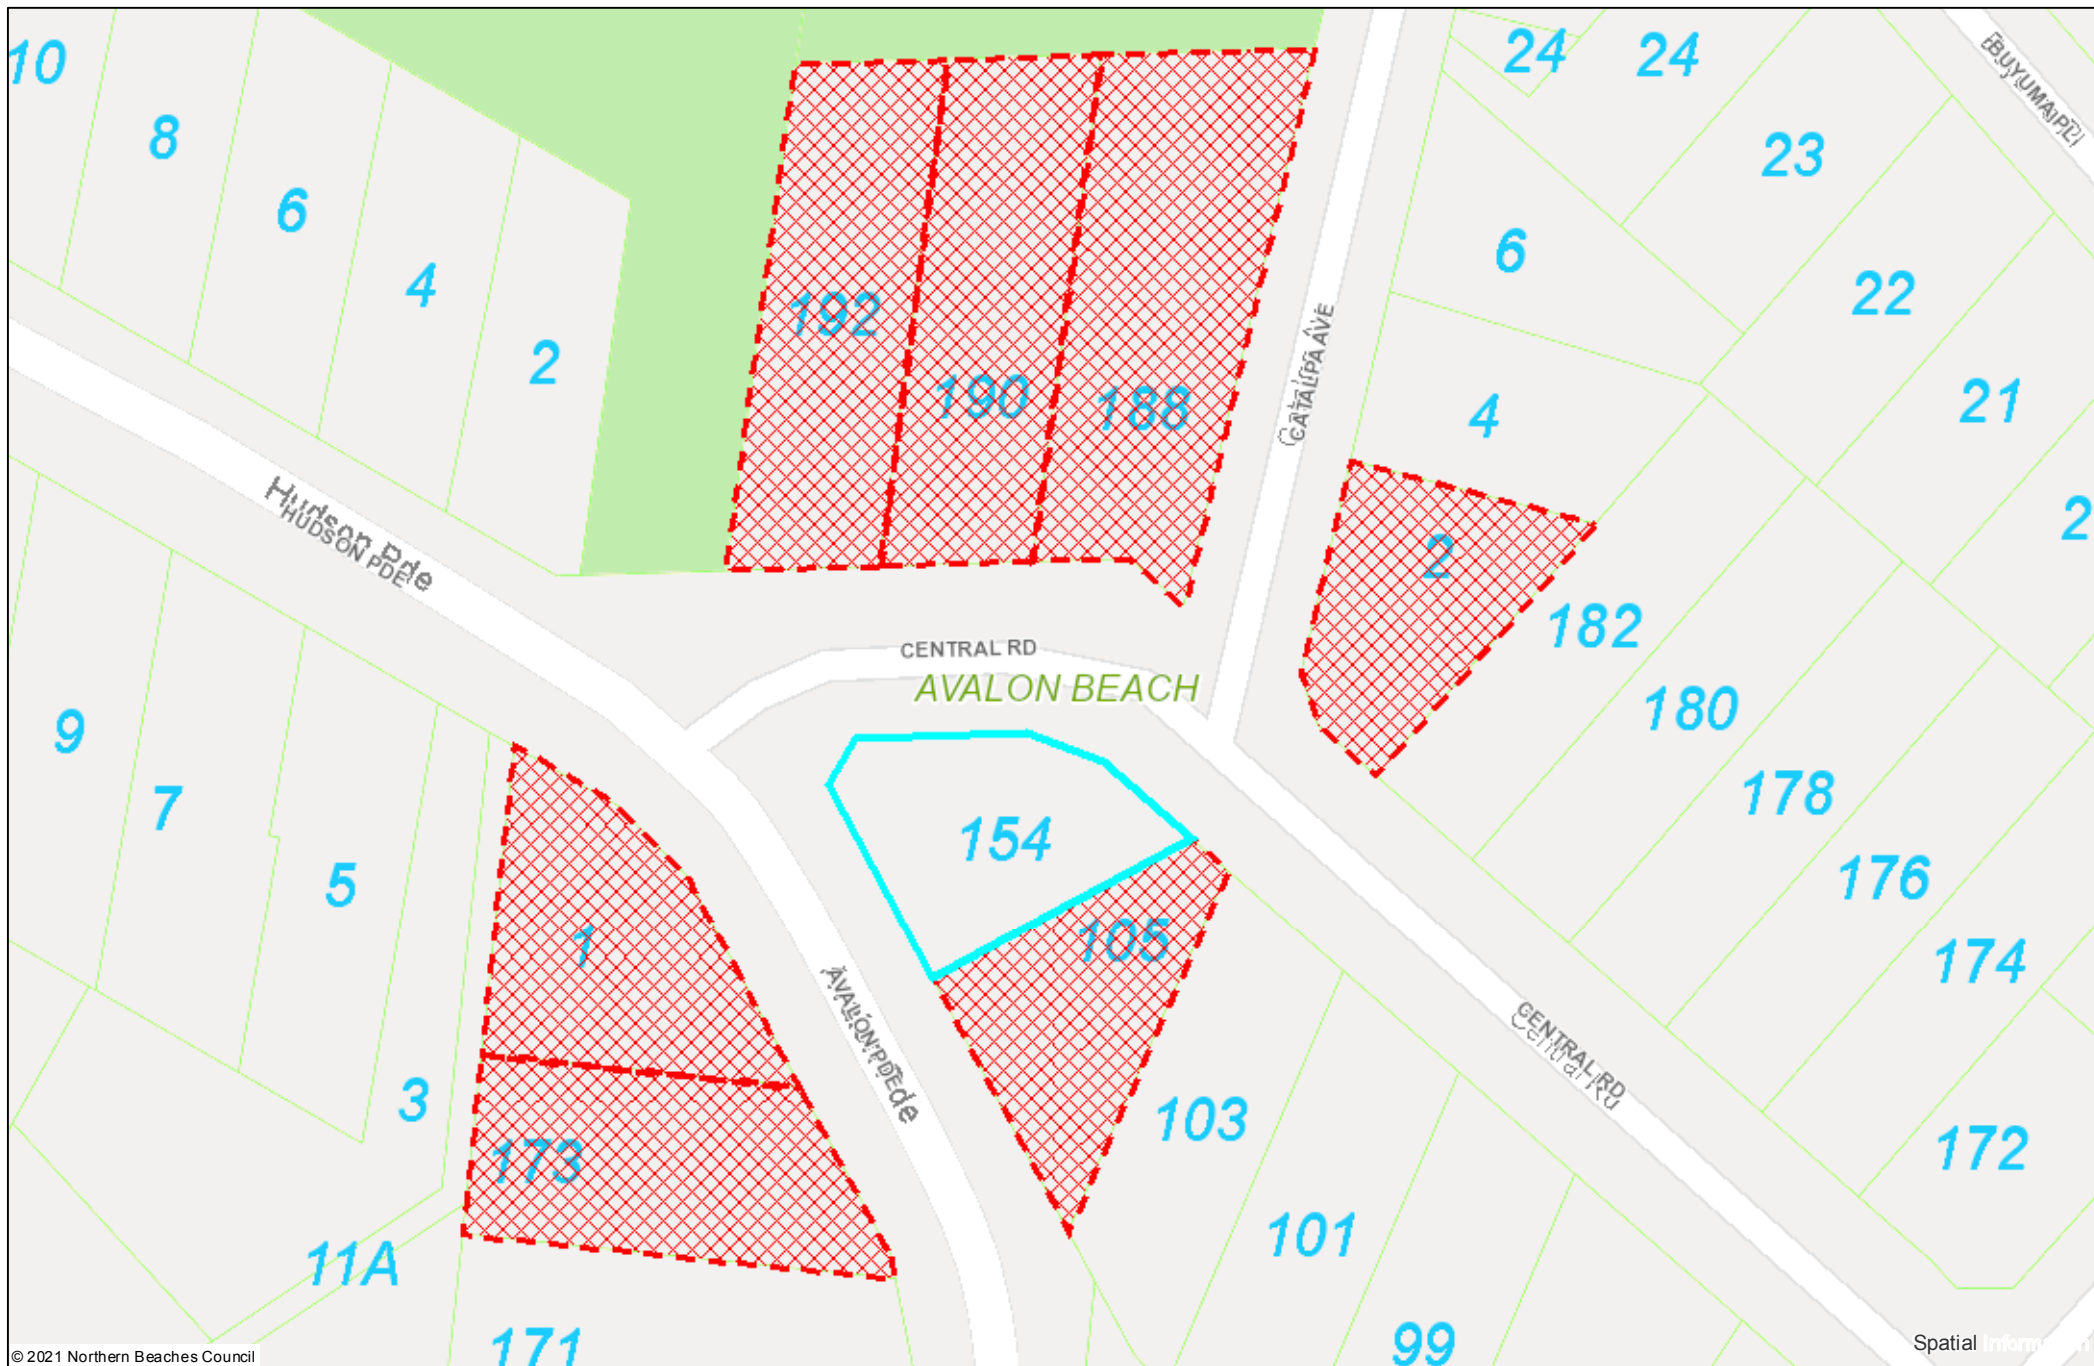 10
8
6
4
2
192
190
188
24
24
BUYUMA PL
23
22
21
2
6
4
2
CATALPA AVE
Hudson Pde
HUDSON PDE
CENTRAL RD
AVALON BEACH
182
180
178
176
174
172
9
7
5
3
1
173
154
105
103
101
99
AVALON PDE
CENTRAL RD
Central Rd
11A
171
© 2021 Northern Beaches Council
Spatial